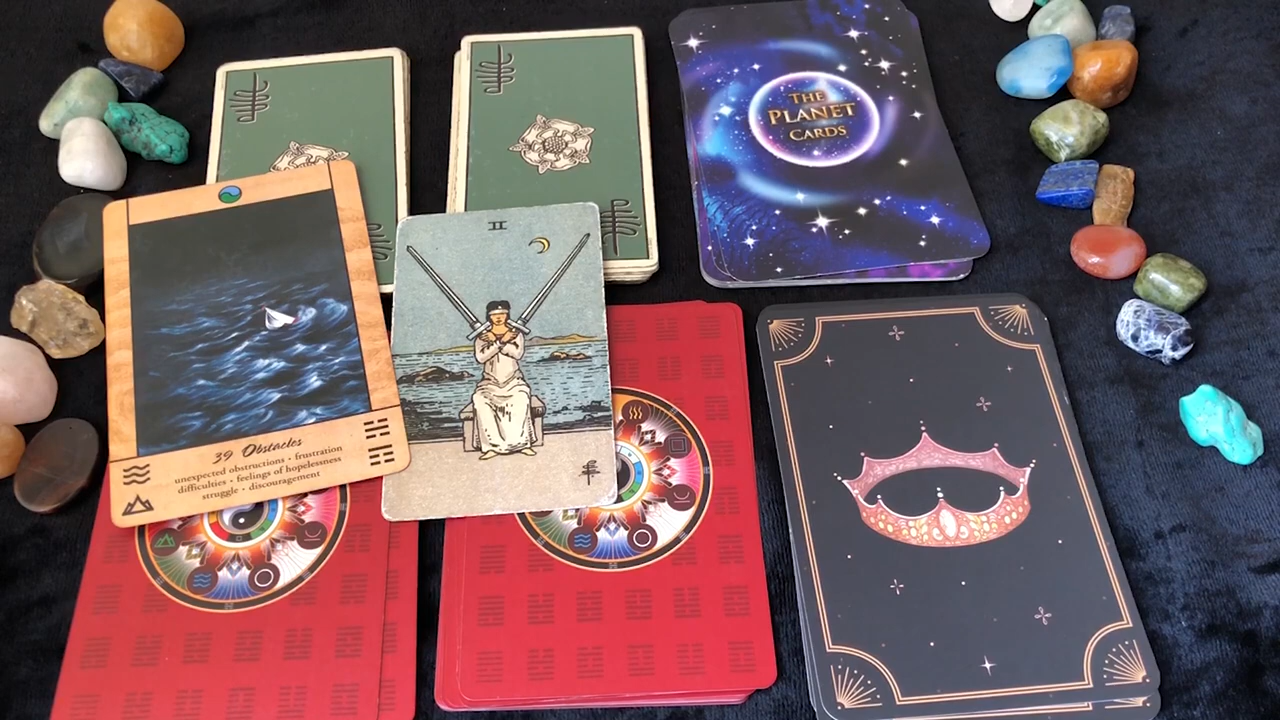 THE
PLANET
CARDS
II
39 Obstacles
unexpected obstructions • frustration
difficulties • feelings of hopelessness
struggle • discouragement